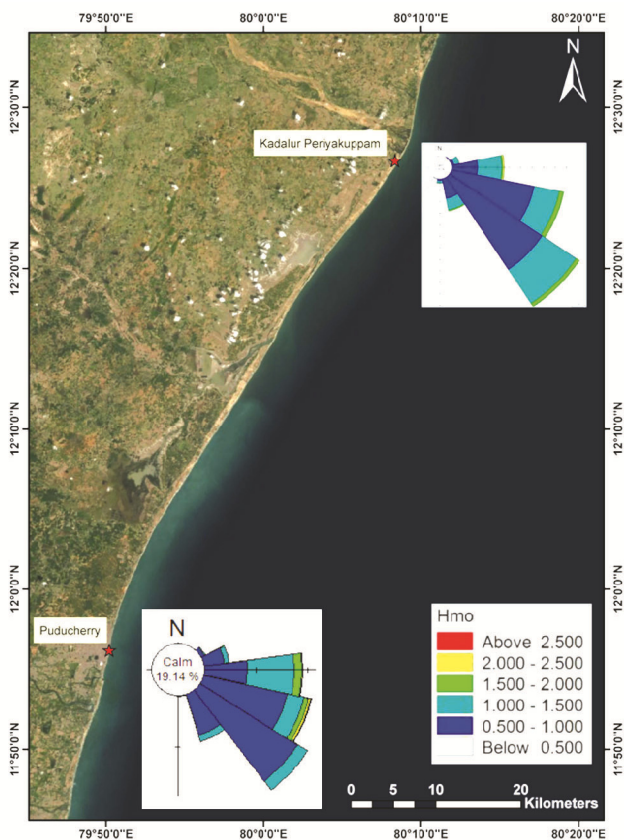 79°50'0"E 80°0'0"E 80°10'0"E 80°20'0"E
N
12°30'0"N 12°30'0"N
Kadalur Periyakuppam
12°20'0"N 12°20'0"N
12°10'0"N 12°10'0"N
12°0'0"N 12°0'0"N
Puducherry
N
Calm
19.14 %
Hmo
Above 2.500
2.000 - 2.500
1.500 - 2.000
1.000 - 1.500
0.500 - 1.000
Below 0.500
11°50'0"N 11°50'0"N
0 5 10 20
Kilometers
79°50'0"E 80°0'0"E 80°10'0"E 80°20'0"E